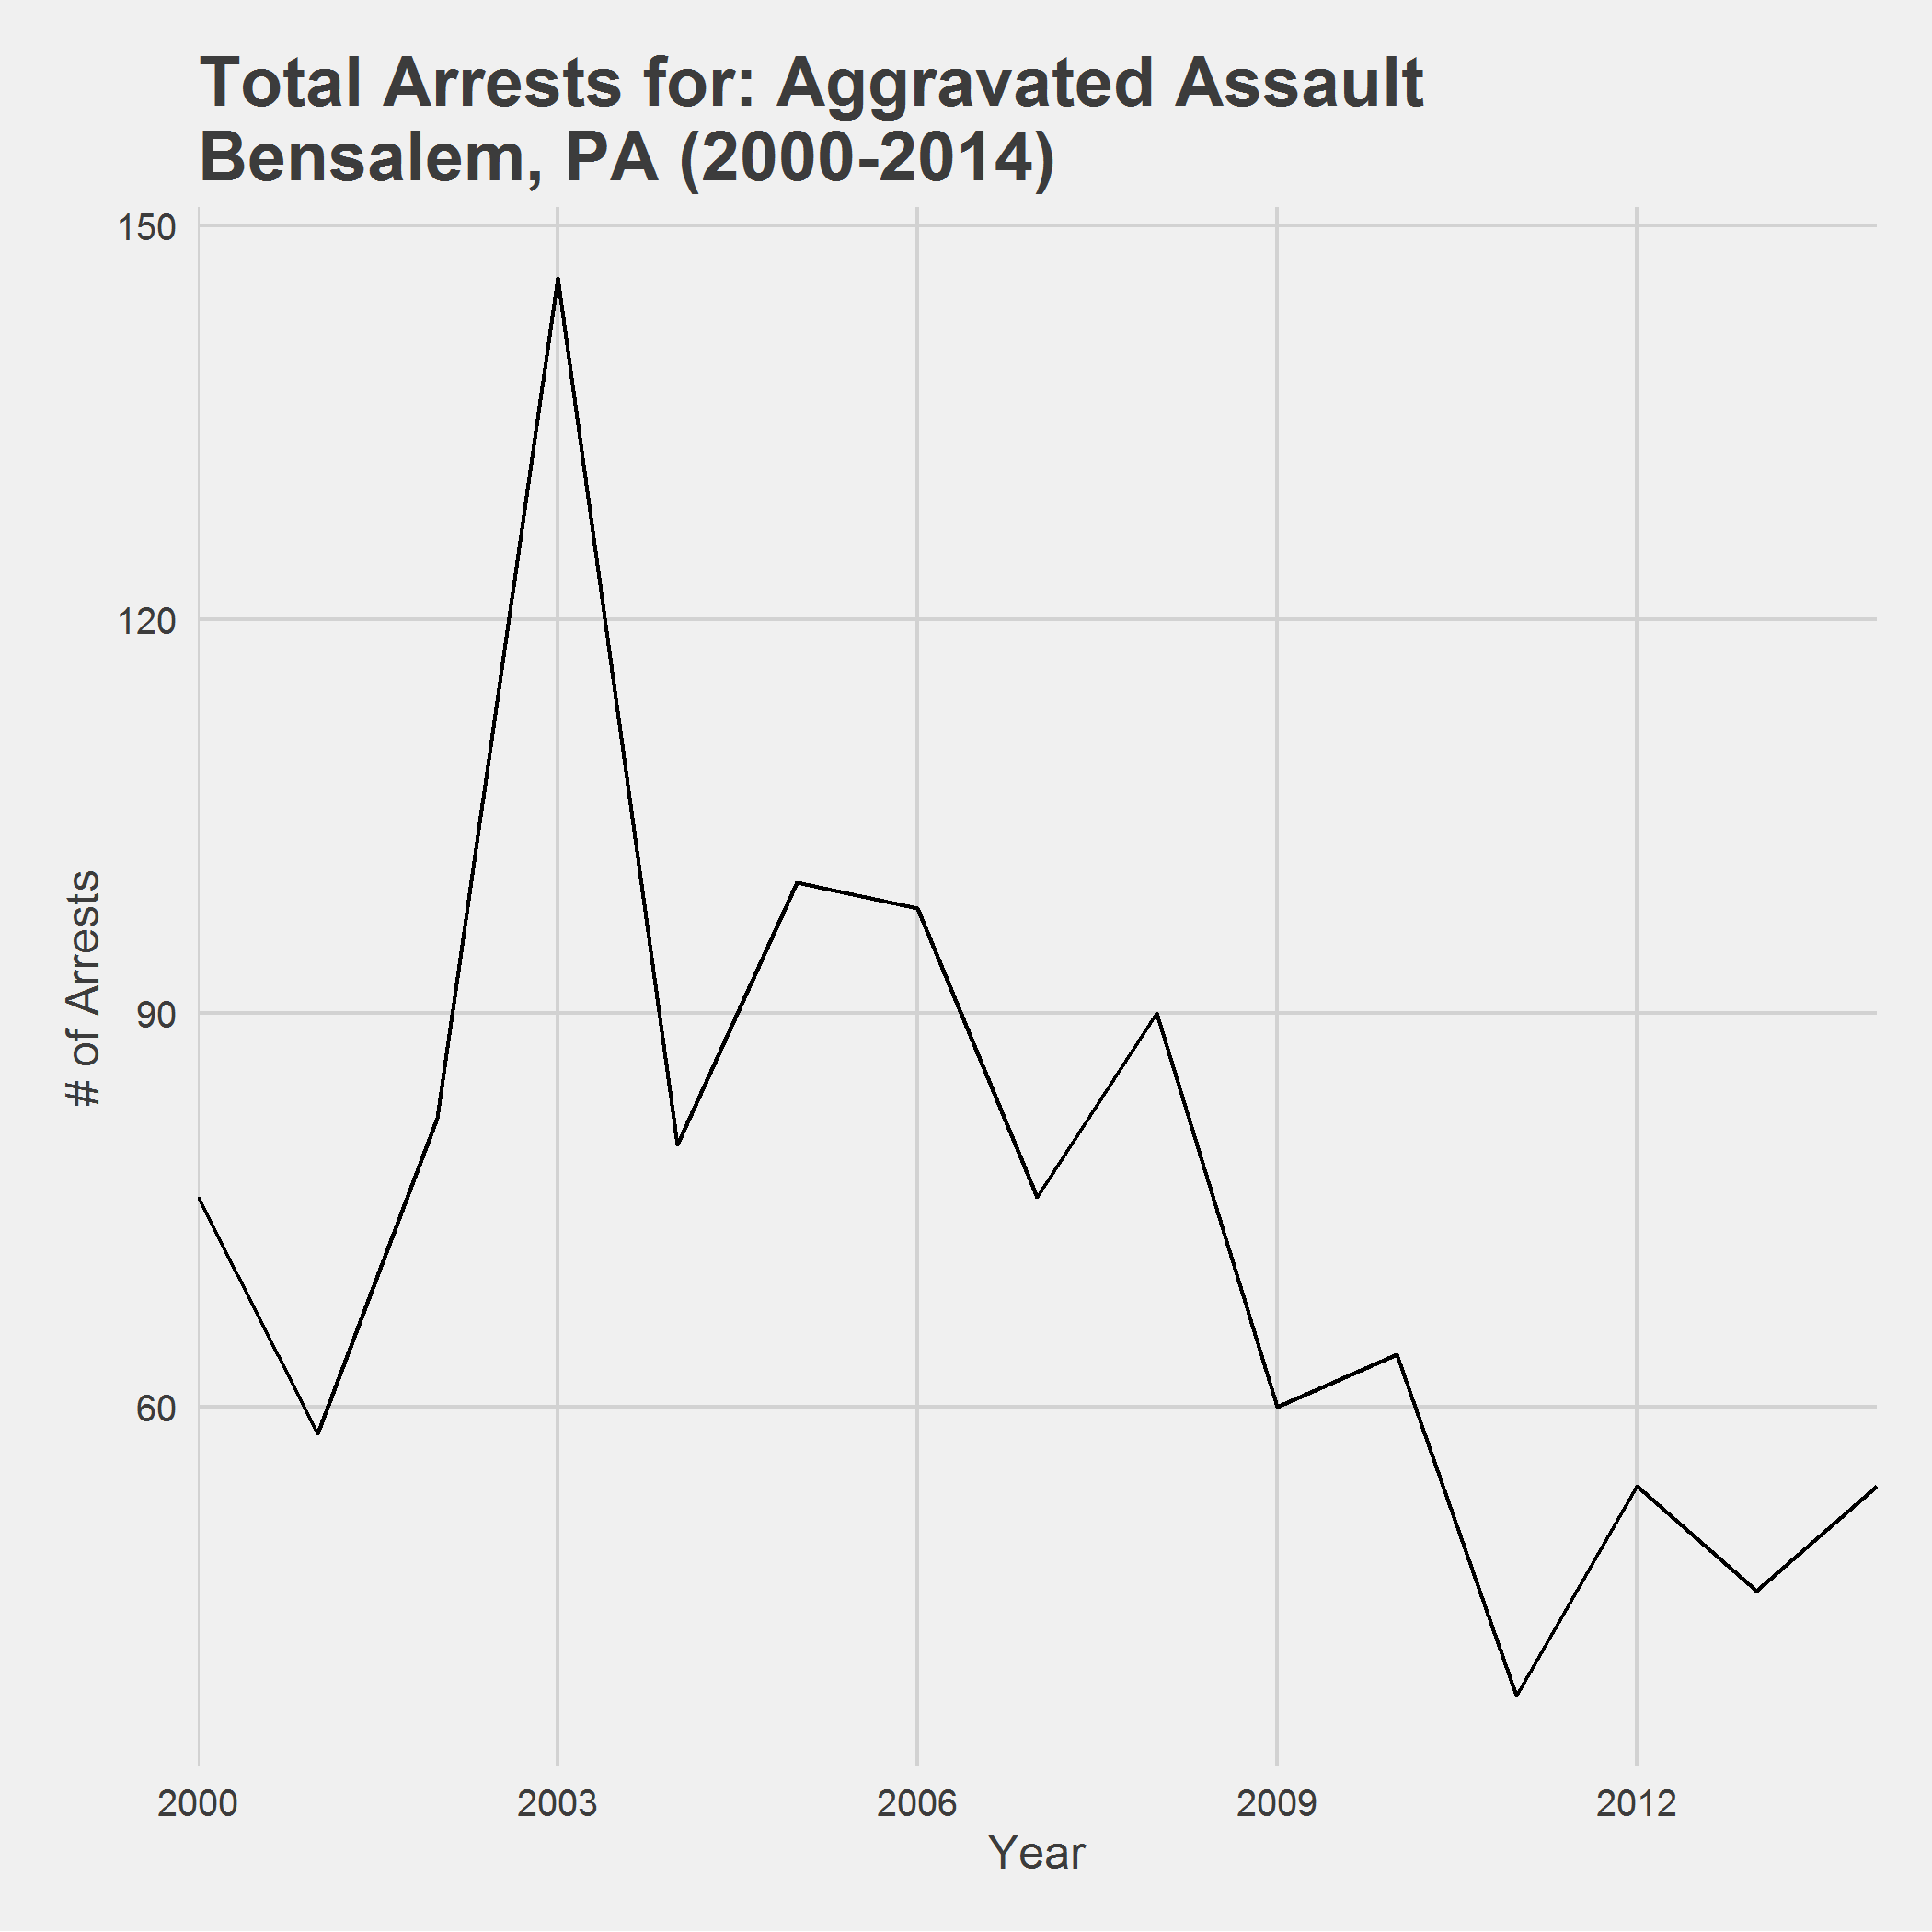 Total Arrests for: Aggravated Assault
Bensalem, PA (2000-2014)
150
120
90
60
# of Arrests
2000 2003 2006 2009 2012
Year